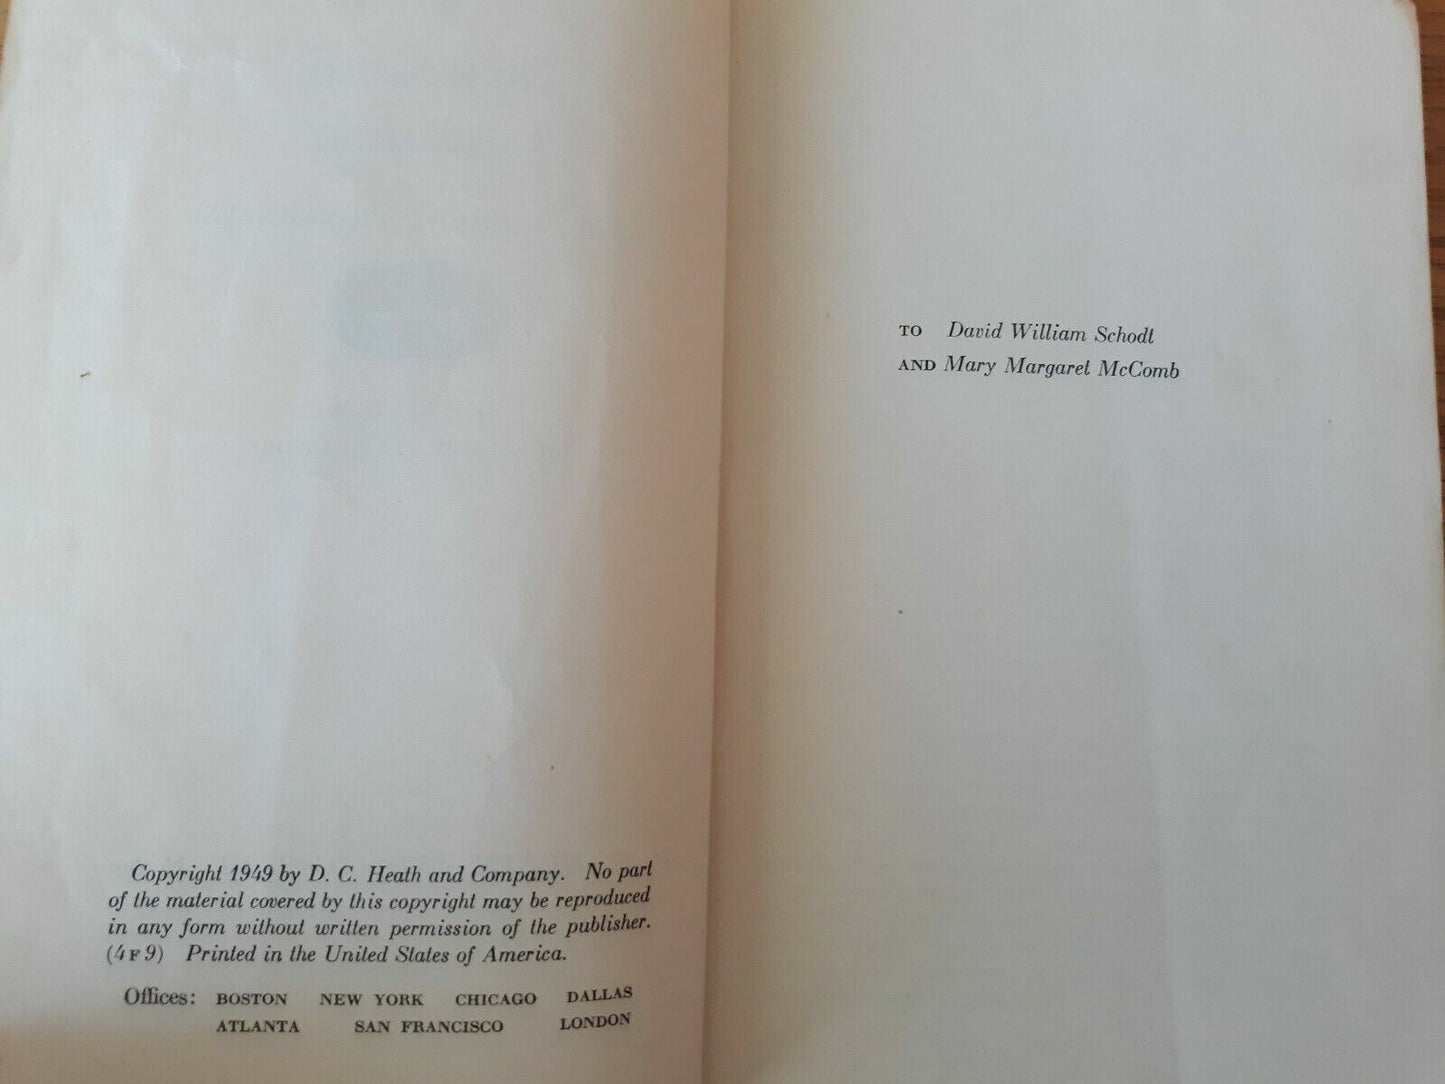 Copyright 1949 by D. C. Heath and Company. No part
of the material covered by this copyright may be reproduced
in any form without written permission of the publisher.
(4 F 9) Printed in the United States of America.
Offices: BOSTON NEW YORK CHICAGO DALLAS
ATLANTA SAN FRANCISCO LONDON
TO David William Schodt
AND Mary Margaret McComb